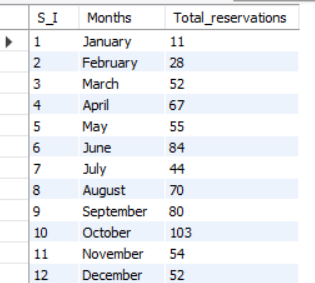 S_I Months Total_reservations
1 January 11
2 February 28
3 March 52
4 April 67
5 May 55
6 June 84
7 July 44
8 August 70
9 September 80
10 October 103
11 November 54
12 December 52